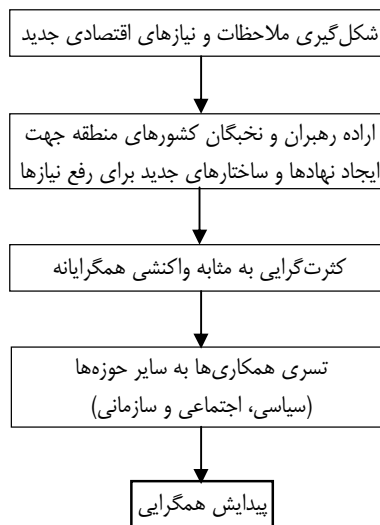 شکل‌گیری ملاحظات و نیازهای اقتصادی جدید
اراده رهبران و نخبگان کشورهای منطقه جهت
ایجاد نهادها و ساختارهای جدید برای رفع نیازها
کثرت‌گرایی به مثابه واکنشی همگرایانه
تسری همکاری‌ها به سایر حوزه‌ها
(سیاسی، اجتماعی و سازمانی)
پیدایش همگرایی